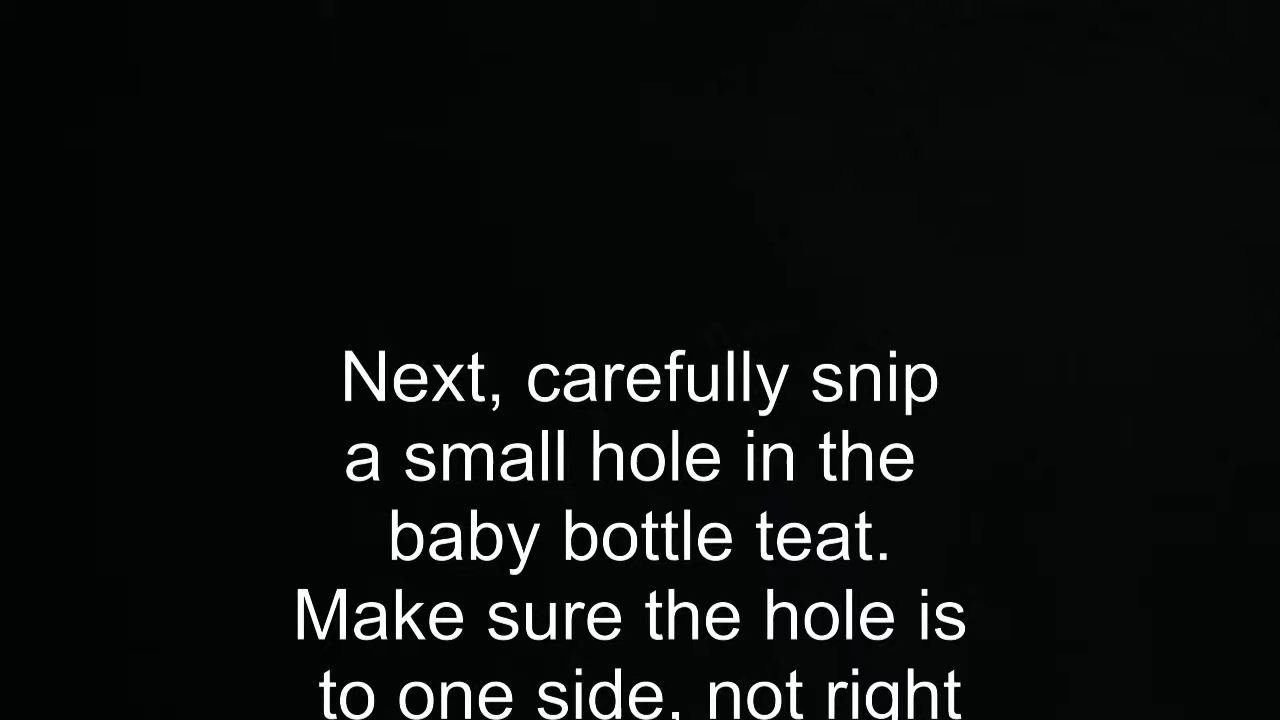 Next, carefully snip
a small hole in the
baby bottle teat.
Make sure the hole is
to one side, not right